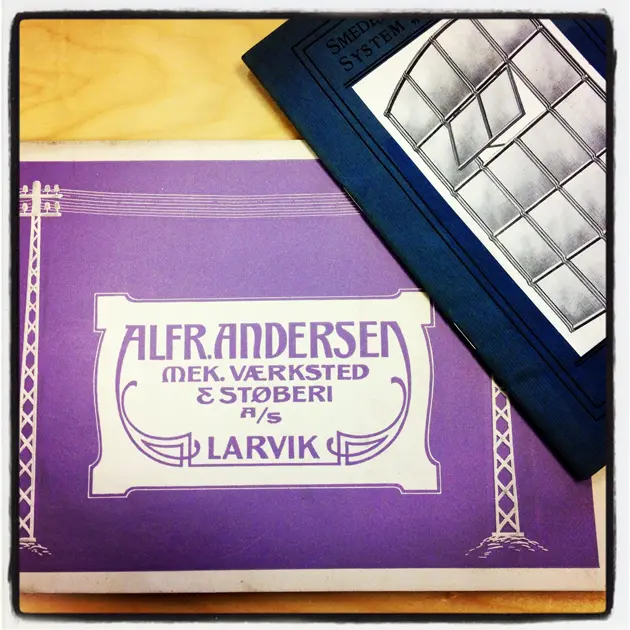 SMEDE
SYSTEM
ALFR. ANDERSEN
MEK. VÆRKSTED
& STØBERI
A/S
LARVIK